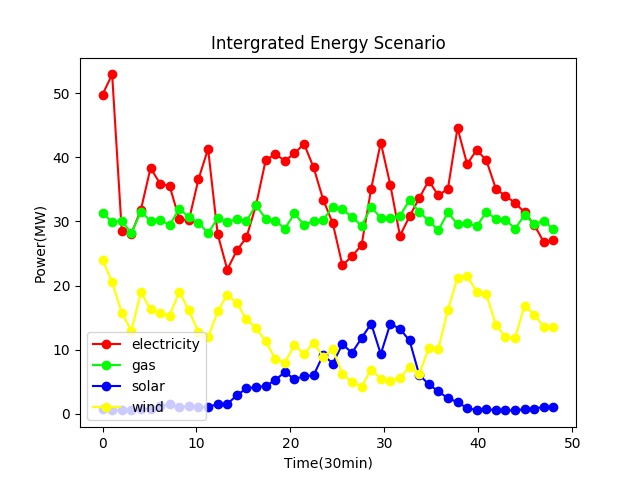 Intergrated Energy Scenario
Power(MW)
50
40
30
20
10
0
electricity
gas
solar
wind
0 10 20 30 40 50
Time(30min)